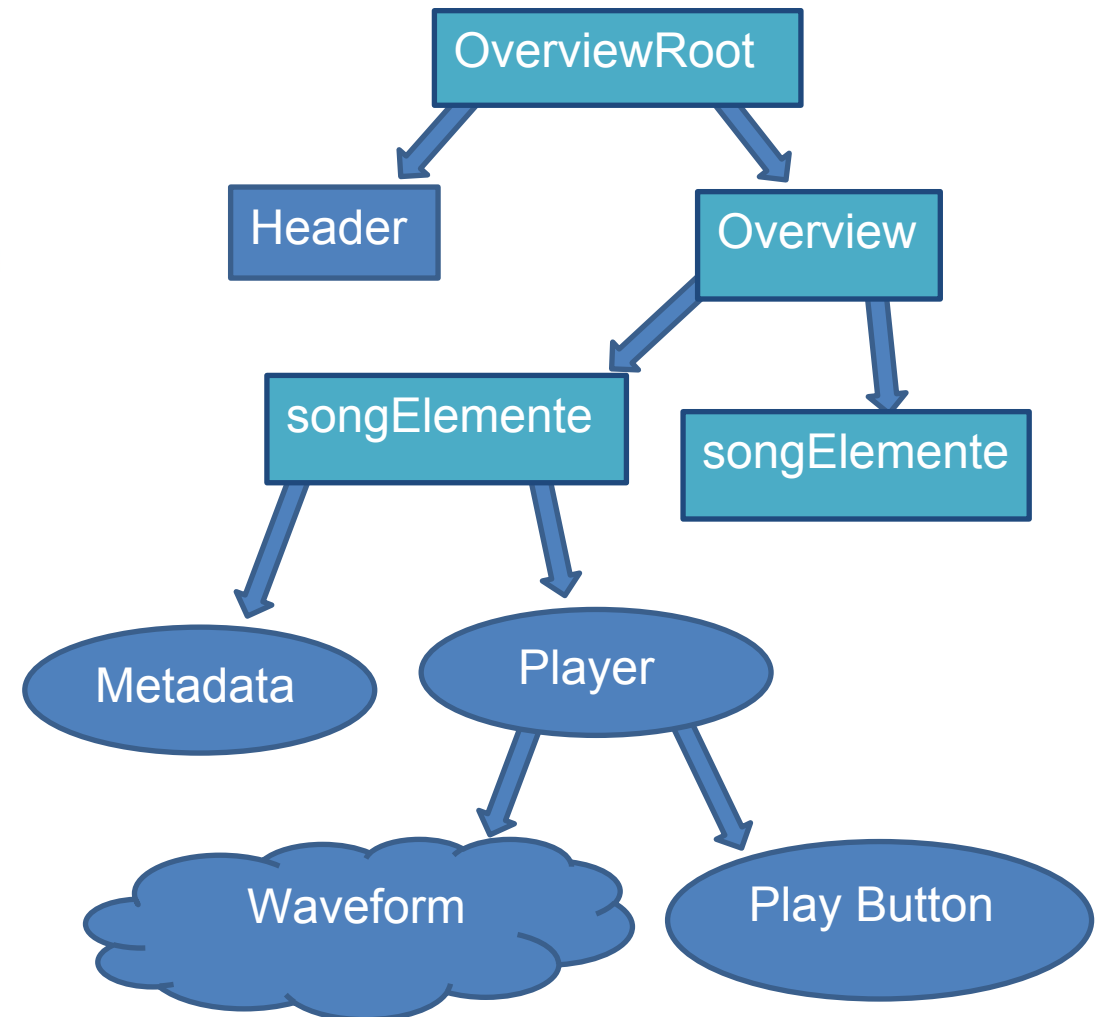 OverviewRoot
Header
Overview
songElemente
songElemente
Metadata
Player
Waveform
Play Button